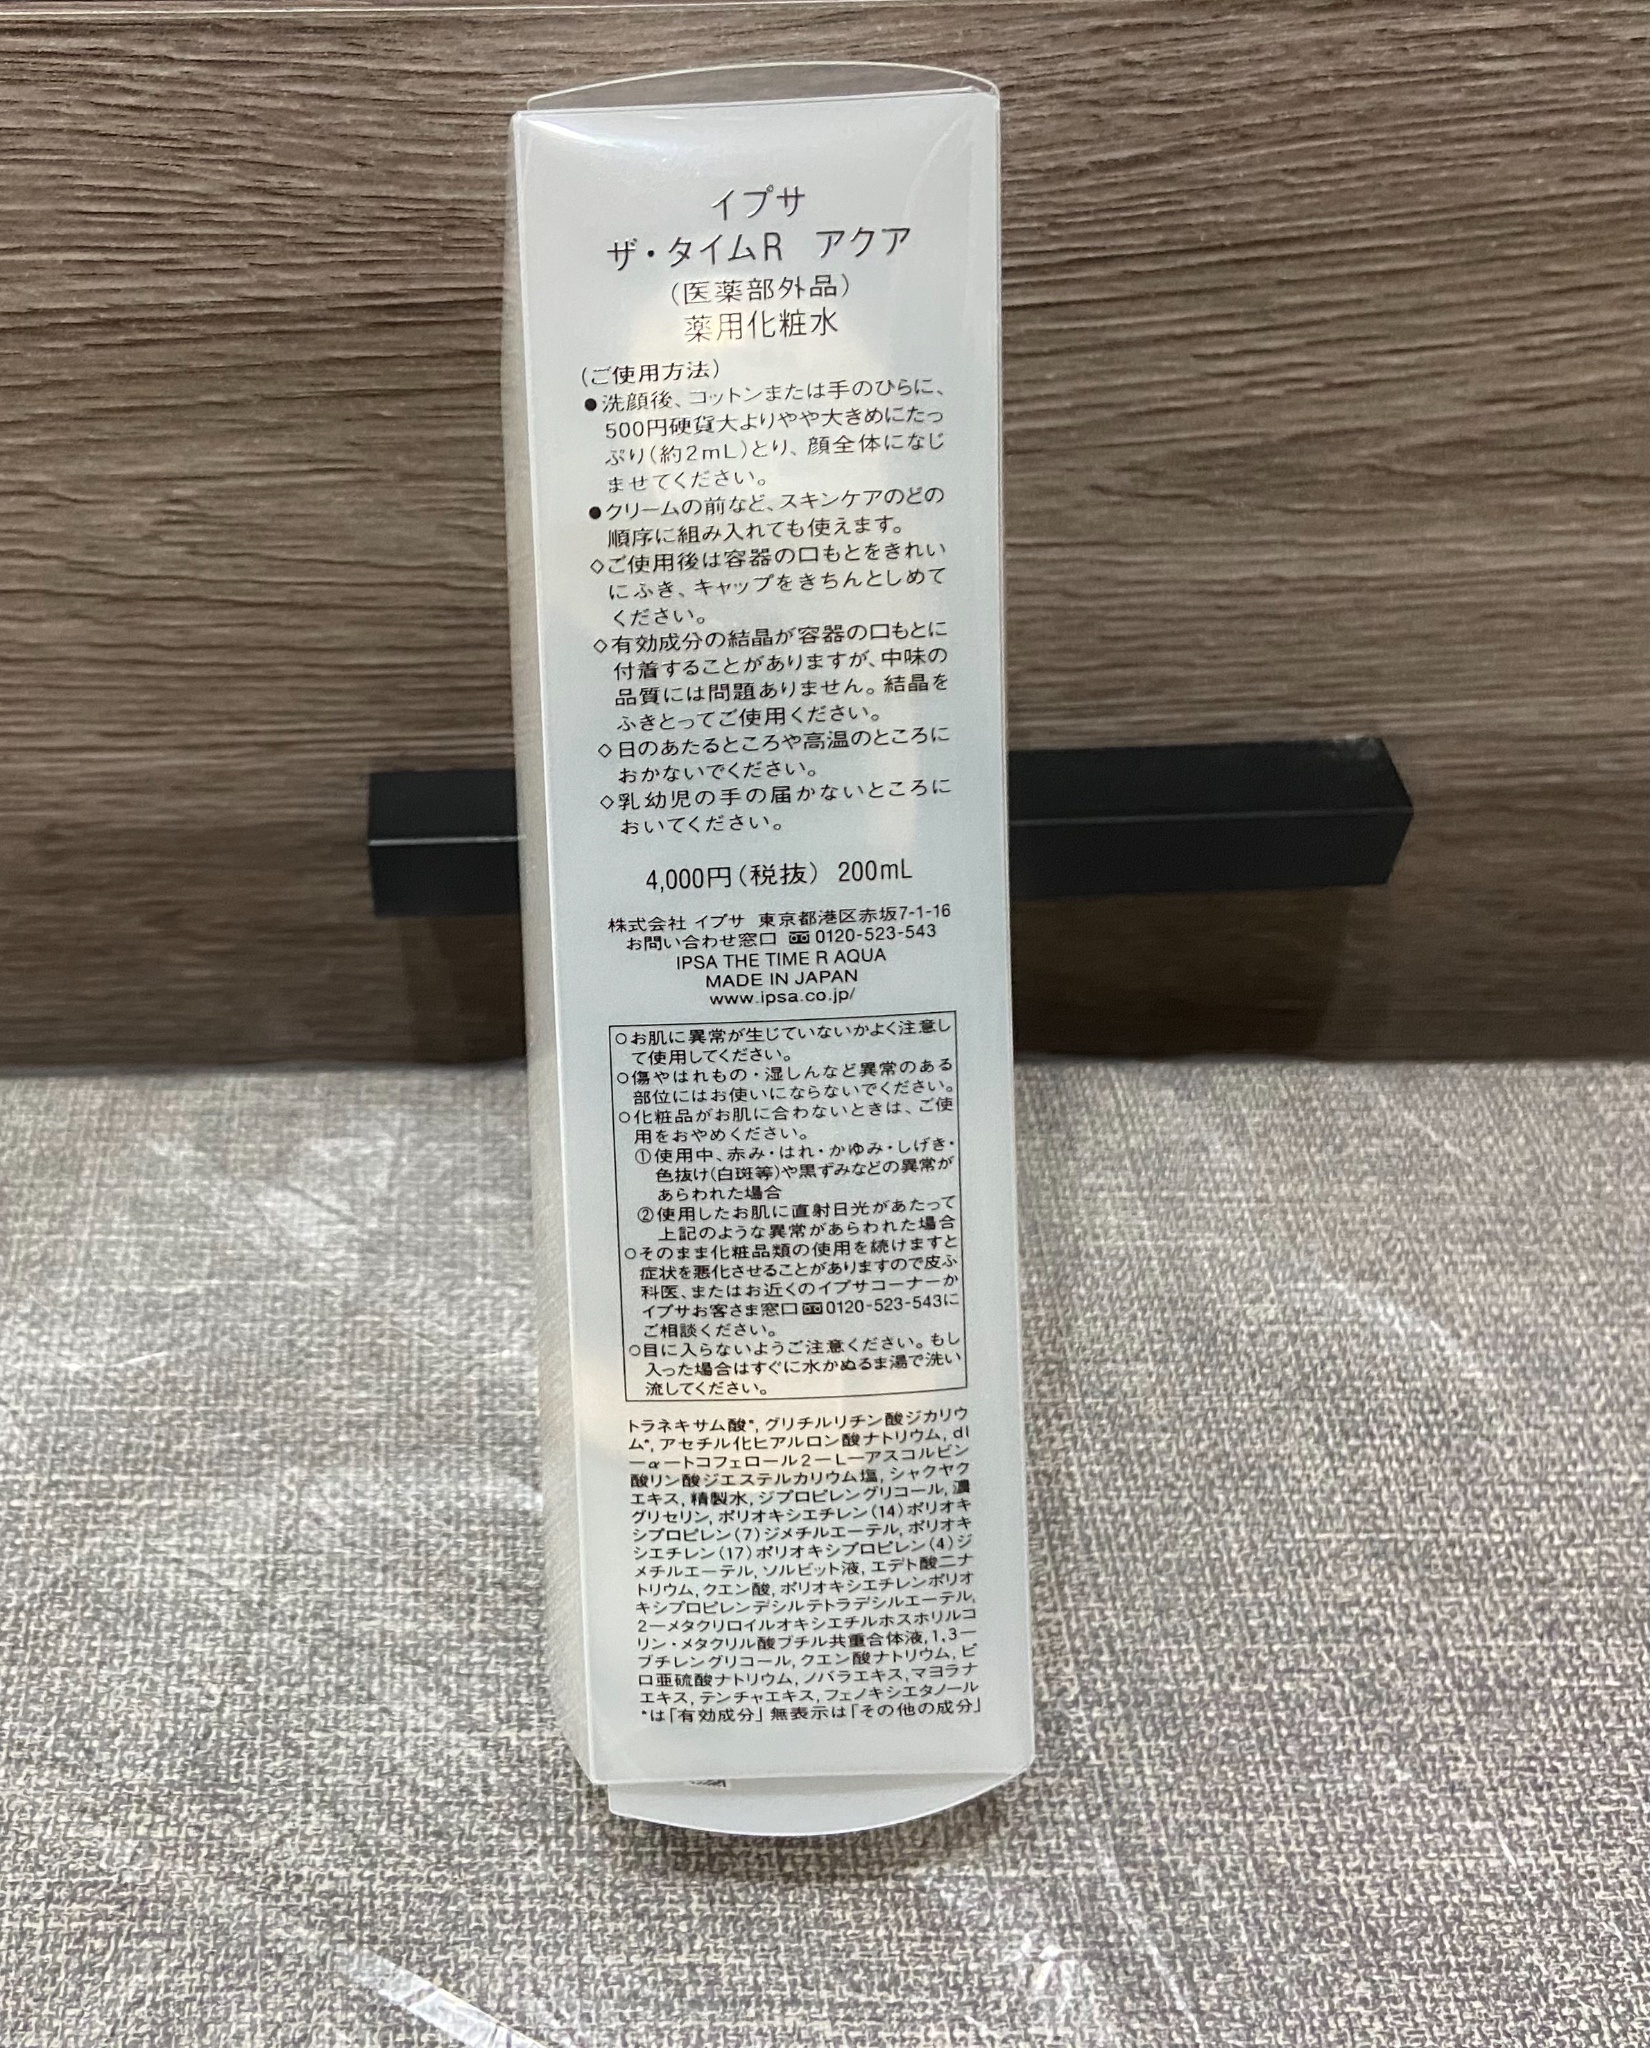 イプサ
ザ・タイムR アクア
(医薬部外品)
薬用化粧水
(ご使用方法)
●洗顔後、コットンまたは手のひらに、
500円硬貨大よりやや大きめにたっ
ぷり(約2mL)とり、顔全体になじ
ませてください。
●クリームの前など、スキンケアのどの
順序に組み入れても使えます。
◇ご使用後は容器の口もとをきれい
にふき、キャップをきちんとしめて
ください。
◇有効成分の結晶が容器の口もとに
付着することがありますが、中味の
品質には問題ありません。結晶を
ふきとってご使用ください。
◇日のあたるところや高温のところに
おかないでください。
◇乳幼児の手の届かないところに
おいてください。
4,000円(税抜) 200mL
株式会社 イプサ 東京都港区赤坂7-1-16
お問い合わせ窓口 0120-523-543
IPSA THE TIME R AQUA
MADE IN JAPAN
www.ipsa.co.jp/
○お肌に異常が生じていないかよく注意し
て使用してください。
○傷やはれもの・湿しんなど異常のある
部位にはお使いにならないでください。
○化粧品がお肌に合わないときは、ご使
用をおやめください。
①使用中、赤み・はれ・かゆみ・しげき・
色抜け(白斑等)や黒ずみなどの異常が
あらわれた場合
②使用したお肌に直射日光があたって
上記のような異常があらわれた場合
○そのまま化粧品類の使用を続けますと
症状を悪化させることがありますので皮ふ
科医、またはお近くのイプサコーナーか
イプサお客さま窓口 0120-523-543に
ご相談ください。
○目に入らないようご注意ください。もし
入った場合はすぐに水かぬるま湯で洗い
流してください。
トラネキサム酸*, グリチルリチン酸ジカリウ
ム*, アセチル化ヒアルロン酸ナトリウム, dl
ーαートコフェロール2ーLーアスコルビン
酸リン酸ジエステルカリウム塩, シャクヤク
エキス, 精製水, ジプロピレングリコール, 濃
グリセリン, ポリオキシエチレン(14)ポリオキ
シプロピレン(7)ジメチルエーテル, ポリオキ
シエチレン(17)ポリオキシプロピレン(4)ジ
メチルエーテル, ソルビット液, エデト酸二ナ
トリウム, クエン酸, ポリオキシエチレンポリオ
キシプロピレンデシルテトラデシルエーテル,
2ーメタクリロイルオキシエチルホスホリルコ
リン・メタクリル酸ブチル共重合体液, 1,3ー
ブチレングリコール, クエン酸ナトリウム, ピ
ロ亜硫酸ナトリウム, ノバラエキス, マヨラナ
エキス, テンチャエキス, フェノキシエタノール
*は「有効成分」無表示は「その他の成分」